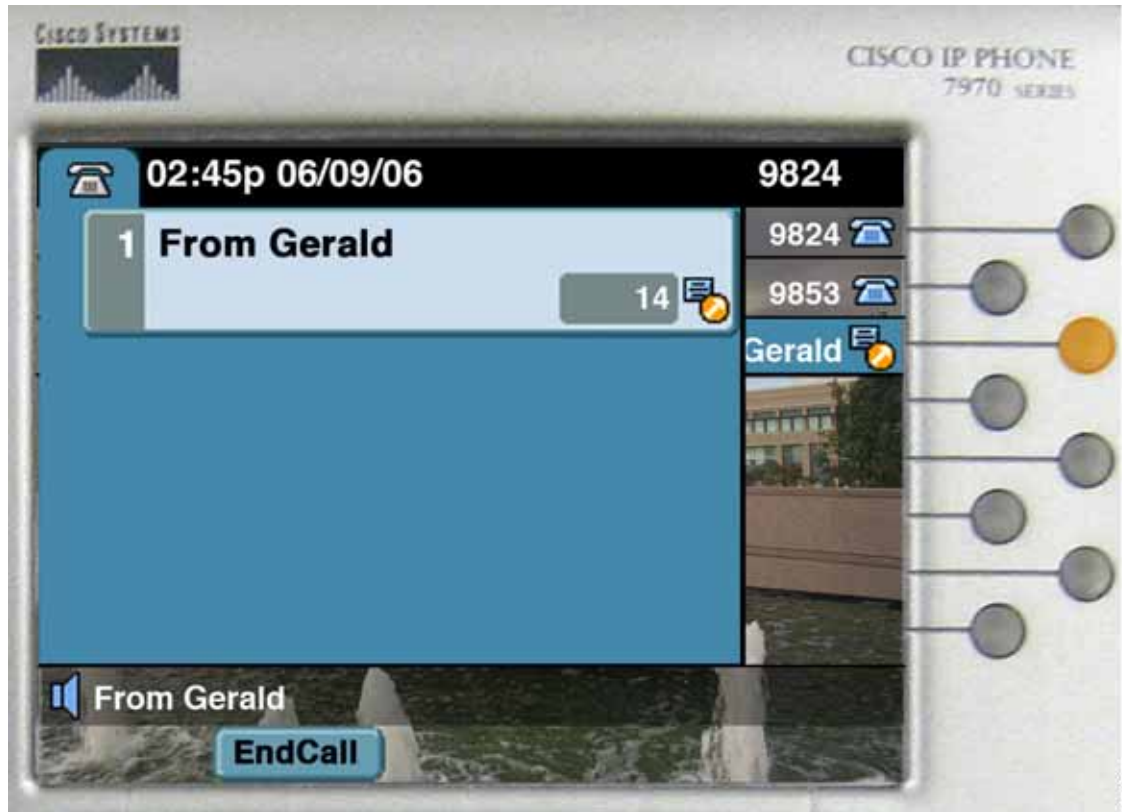 CISCO SYSTEMS
CISCO IP PHONE
7970 SERIES
02:45p 06/09/06
9824
1 From Gerald
14
9824
9853
Gerald
From Gerald
EndCall